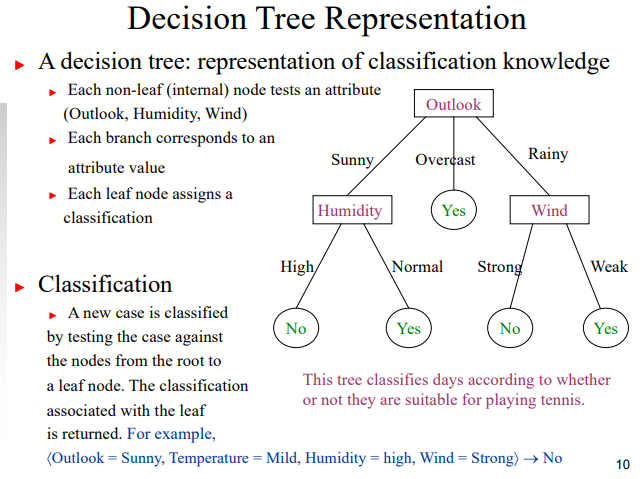 Decision Tree Representation
A decision tree: representation of classification knowledge
Each non-leaf (internal) node tests an attribute
(Outlook, Humidity, Wind)
Each branch corresponds to an
attribute value
Each leaf node assigns a
classification
Outlook
Sunny
Overcast
Rainy
Humidity
Yes
Wind
High
Normal
Strong
Weak
No
Yes
No
Yes
Classification
A new case is classified
by testing the case against
the nodes from the root to
a leaf node. The classification
associated with the leaf
is returned. For example,
⟨Outlook = Sunny, Temperature = Mild, Humidity = high, Wind = Strong⟩ → No
This tree classifies days according to whether
or not they are suitable for playing tennis.
10